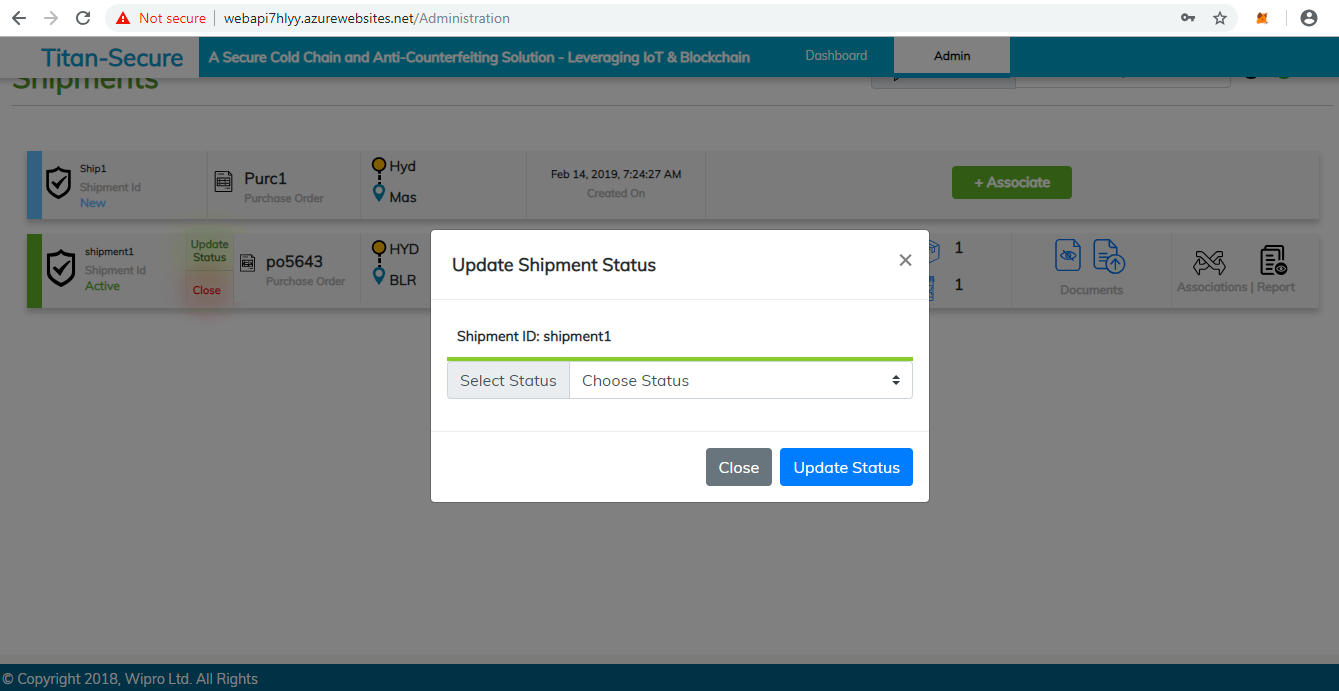 Not secure | webapi7hlyy.azurewebsites.net/Administration
Titan-Secure
A Secure Cold Chain and Anti-Counterfeiting Solution - Leveraging IoT & Blockchain
Dashboard
Admin
Shipments
Ship1
Shipment Id
New
Purc1
Purchase Order
Hyd
Mas
Feb 14, 2019, 7:24:27 AM
Created On
+ Associate
shipment1
Shipment Id
Active
Update
Status
Close
po5643
Purchase Order
HYD
BLR
1
1
Documents
Associations | Report
Update Shipment Status
×
Shipment ID: shipment1
Select Status
Choose Status
Close
Update Status
© Copyright 2018, Wipro Ltd. All Rights